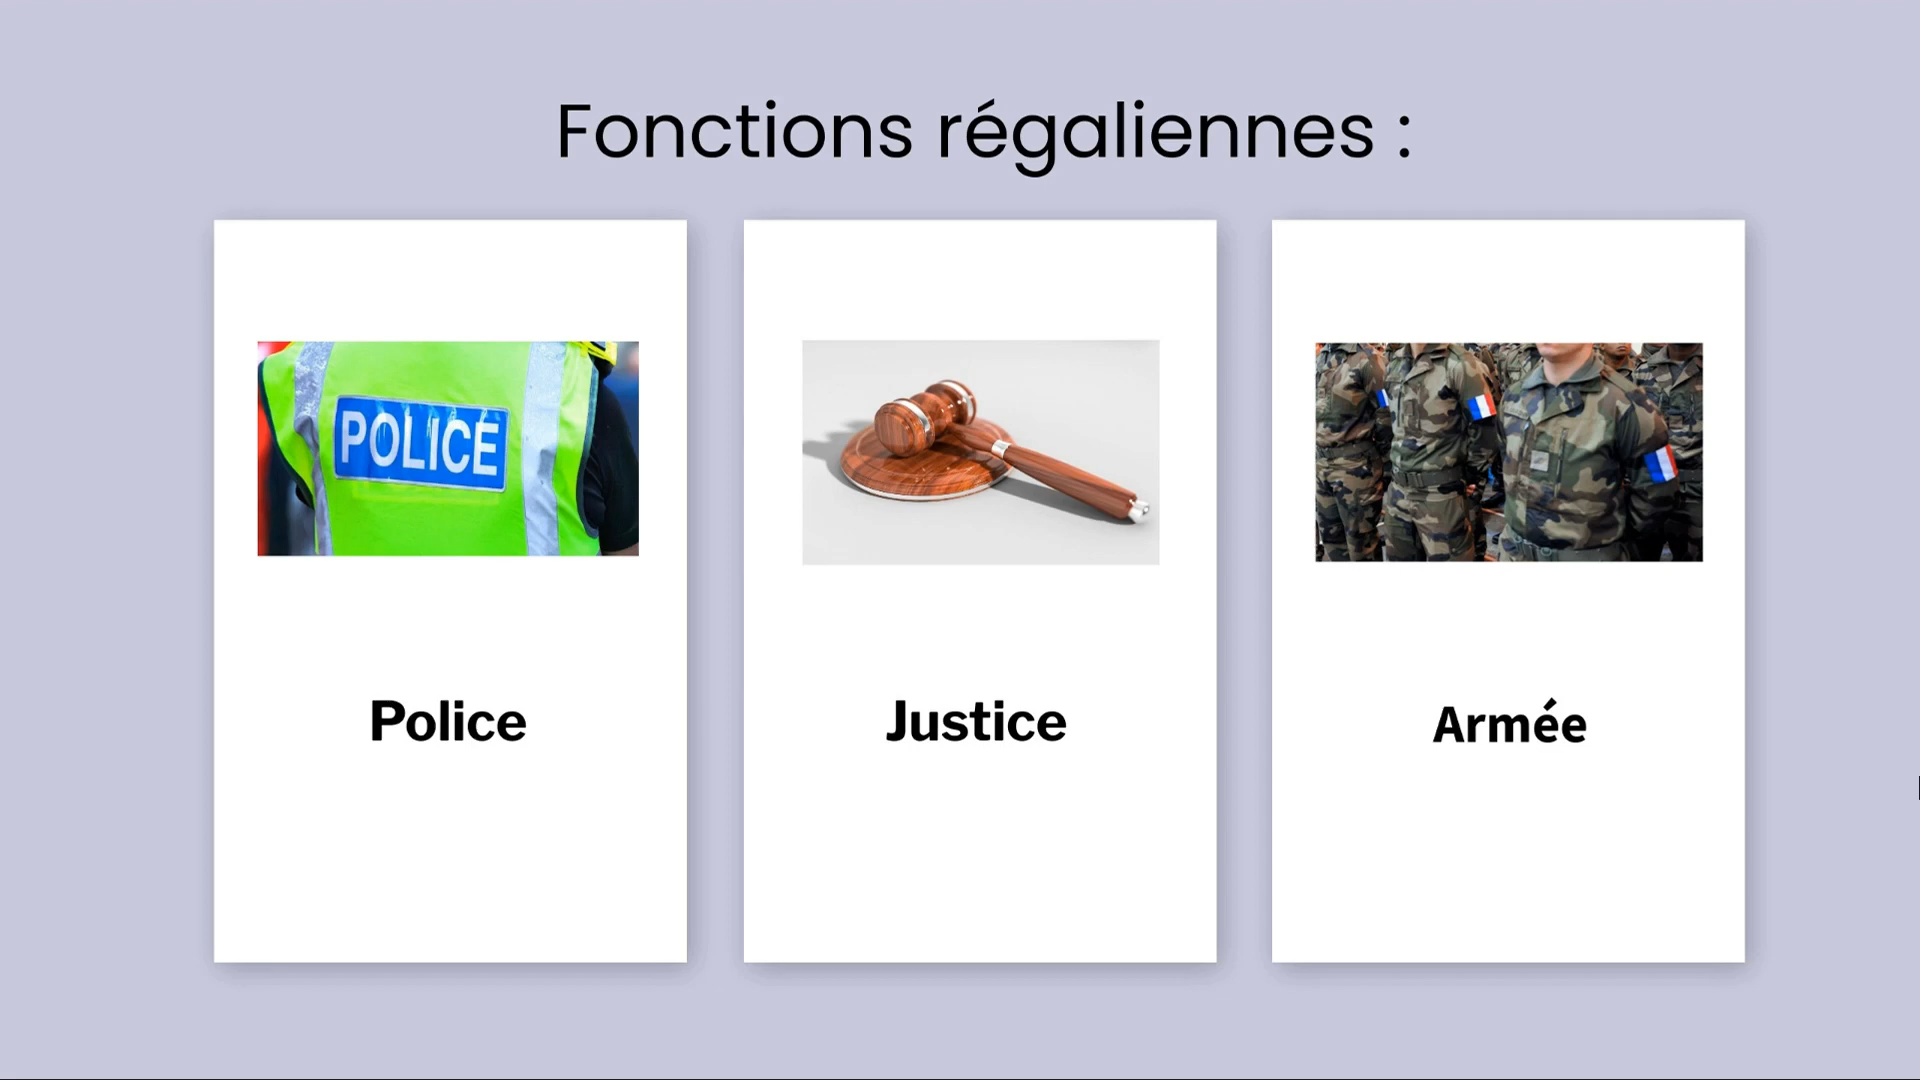 Fonctions régaliennes :
POLICE
Police
Justice
Armée